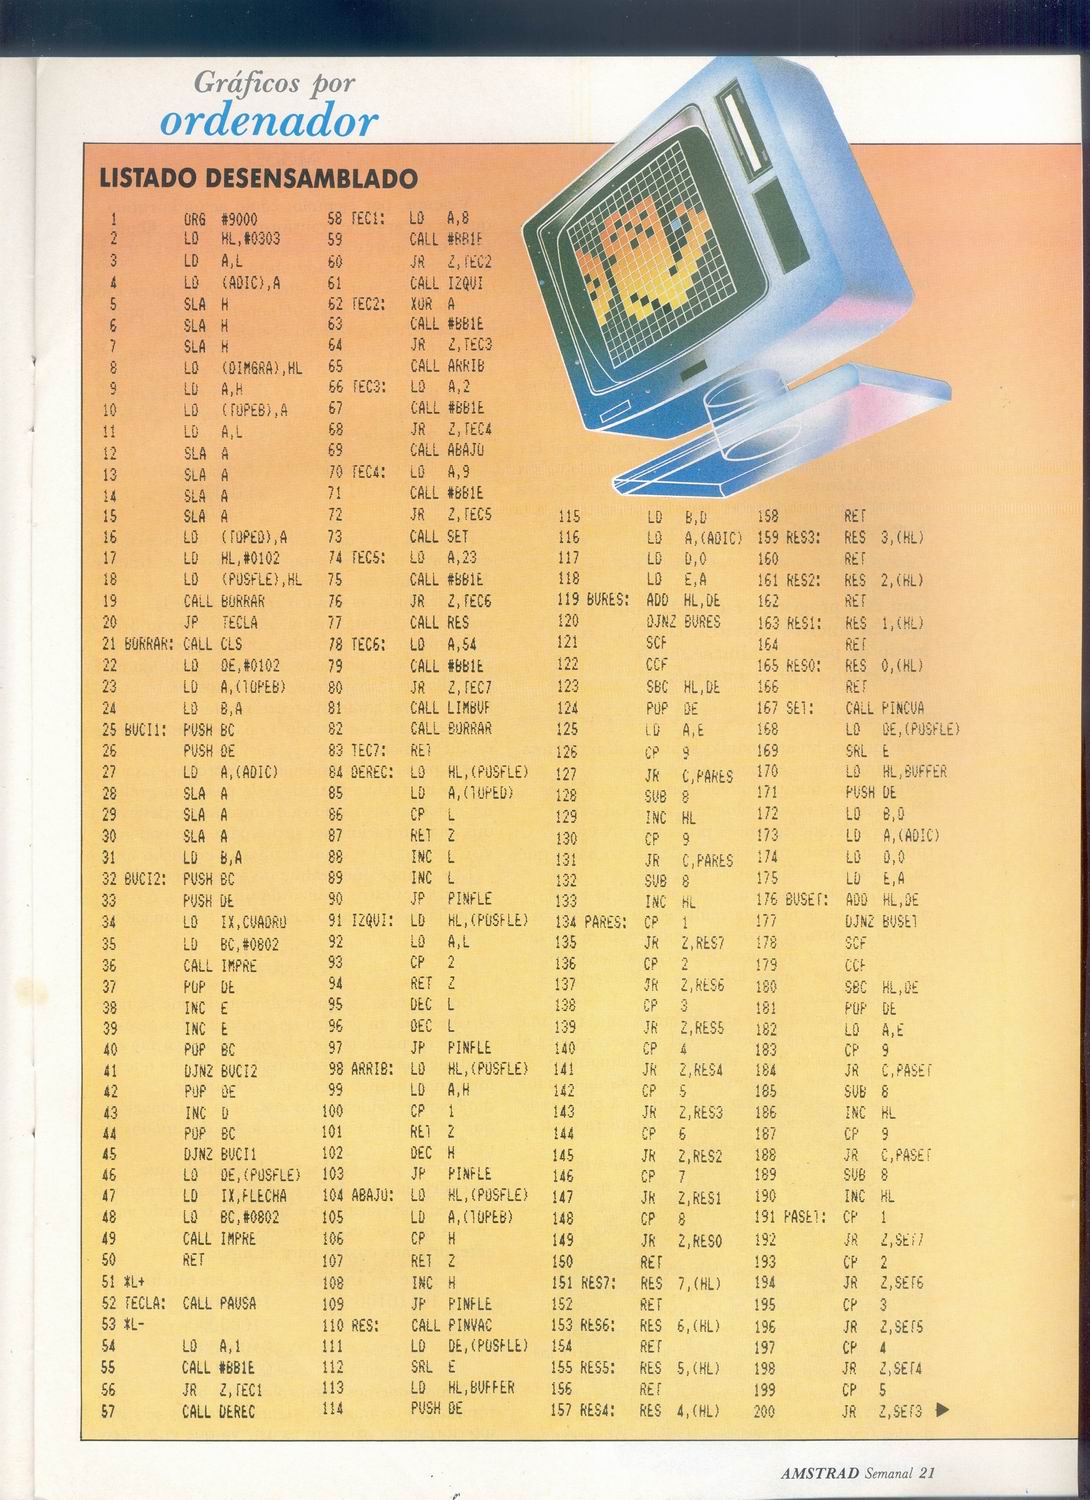 Gráficos por
ordenador
LISTADO DESENSAMBLADO
1 ORG #9000
2 LD HL,#0303
3 LD A,L
4 LD (ADIC),A
5 SLA H
6 SLA H
7 SLA H
8 LD (DIMGRA),HL
9 LD A,H
10 LD (TOPEB),A
11 LD A,L
12 SLA A
13 SLA A
14 SLA A
15 SLA A
16 LD (TOPED),A
17 LD HL,#0102
18 LD (POSFLE),HL
19 CALL BORRAR
20 JP TECLA
21 BORRAR: CALL CLS
22 LD DE,#0102
23 LD A,(TOPEB)
24 LD B,A
25 BUCI1: PUSH BC
26 PUSH DE
27 LD A,(ADIC)
28 SLA A
29 SLA A
30 SLA A
31 LD B,A
32 BUCI2: PUSH BC
33 PUSH DE
34 LD IX,CUADRO
35 LD BC,#0802
36 CALL IMPRE
37 POP DE
38 INC E
39 INC E
40 POP BC
41 DJNZ BUCI2
42 POP DE
43 INC D
44 POP BC
45 DJNZ BUCI1
46 LD DE,(POSFLE)
47 LD IX,FLECHA
48 LD BC,#0802
49 CALL IMPRE
50 RET
51 *L+
52 TECLA: CALL PAUSA
53 *L-
54 LD A,1
55 CALL #BB1E
56 JR Z,TEC1
57 CALL DEREC
58 TEC1: LD A,8
59 CALL #BB1E
60 JR Z,TEC2
61 CALL IZQUI
62 TEC2: XOR A
63 CALL #BB1E
64 JR Z,TEC3
65 CALL ARRIB
66 TEC3: LD A,2
67 CALL #BB1E
68 JR Z,TEC4
69 CALL ABAJO
70 TEC4: LD A,9
71 CALL #BB1E
72 JR Z,TEC5
73 CALL SET
74 TEC5: LD A,23
75 CALL #BB1E
76 JR Z,TEC6
77 CALL RES
78 TEC6: LD A,54
79 CALL #BB1E
80 JR Z,TEC7
81 CALL LIMBUF
82 CALL BORRAR
83 TEC7: RET
84 DEREC: LD HL,(POSFLE)
85 LD A,(TOPED)
86 CP L
87 RET Z
88 INC L
89 INC L
90 JP PINFLE
91 IZQUI: LD HL,(POSFLE)
92 LD A,L
93 CP 2
94 RET Z
95 DEC L
96 DEC L
97 JP PINFLE
98 ARRIB: LD HL,(POSFLE)
99 LD A,H
100 CP 1
101 RET Z
102 DEC H
103 JP PINFLE
104 ABAJO: LD HL,(POSFLE)
105 LD A,(TOPEB)
106 CP H
107 RET Z
108 INC H
109 JP PINFLE
110 RES: CALL PINVAC
111 LD DE,(POSFLE)
112 SRL E
113 LD HL,BUFFER
114 PUSH DE
115 LD B,D
116 LD A,(ADIC)
117 LD D,0
118 LD E,A
119 BURES: ADD HL,DE
120 DJNZ BURES
121 SCF
122 CCF
123 SBC HL,DE
124 POP DE
125 LD A,E
126 CP 9
127 JR C,PARES
128 SUB 8
129 INC HL
130 CP 9
131 JR C,PARES
132 SUB 8
133 INC HL
134 PARES: CP 1
135 JR Z,RES7
136 CP 2
137 JR Z,RES6
138 CP 3
139 JR Z,RES5
140 CP 4
141 JR Z,RES4
142 CP 5
143 JR Z,RES3
144 CP 6
145 JR Z,RES2
146 CP 7
147 JR Z,RES1
148 CP 8
149 JR Z,RES0
150 RET
151 RES7: RES 7,(HL)
152 RET
153 RES6: RES 6,(HL)
154 RET
155 RES5: RES 5,(HL)
156 RET
157 RES4: RES 4,(HL)
158 RET
159 RES3: RES 3,(HL)
160 RET
161 RES2: RES 2,(HL)
162 RET
163 RES1: RES 1,(HL)
164 RET
165 RES0: RES 0,(HL)
166 RET
167 SET: CALL PINCUA
168 LD DE,(POSFLE)
169 SRL E
170 LD HL,BUFFER
171 PUSH DE
172 LD B,D
173 LD A,(ADIC)
174 LD D,0
175 LD E,A
176 BUSET: ADD HL,DE
177 DJNZ BUSET
178 SCF
179 CCF
180 SBC HL,DE
181 POP DE
182 LD A,E
183 CP 9
184 JR C,PASET
185 SUB 8
186 INC HL
187 CP 9
188 JR C,PASET
189 SUB 8
190 INC HL
191 PASET: CP 1
192 JR Z,SET7
193 CP 2
194 JR Z,SET6
195 CP 3
196 JR Z,SET5
197 CP 4
198 JR Z,SET4
199 CP 5
200 JR Z,SET3
AMSTRAD Semanal 21